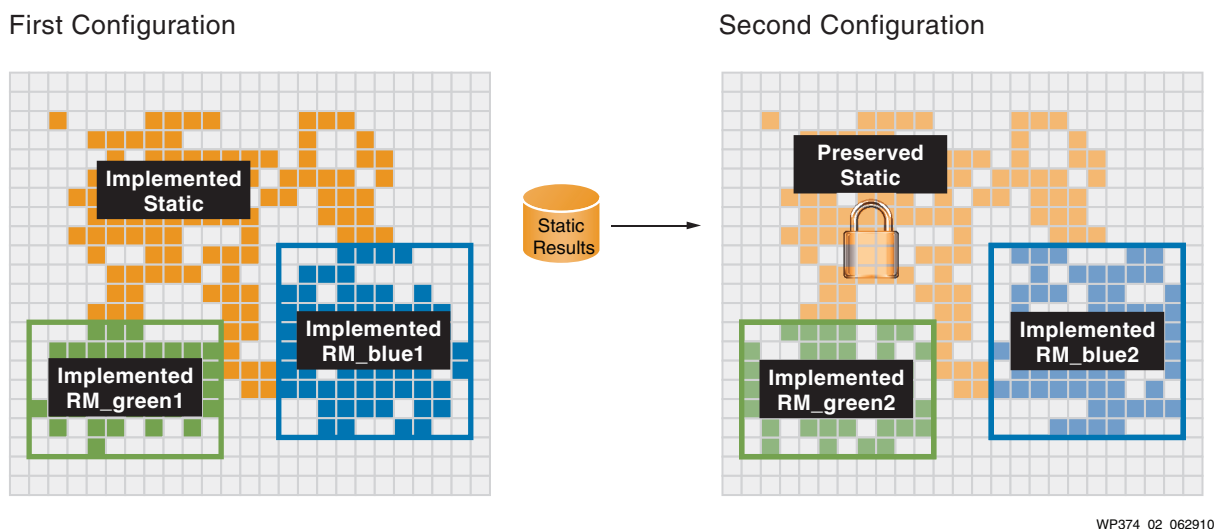 First Configuration
Second Configuration
Implemented
Static
Preserved
Static
Static
Results
Implemented
RM_blue1
Implemented
RM_green1
Implemented
RM_blue2
Implemented
RM_green2
WP374_02_062910